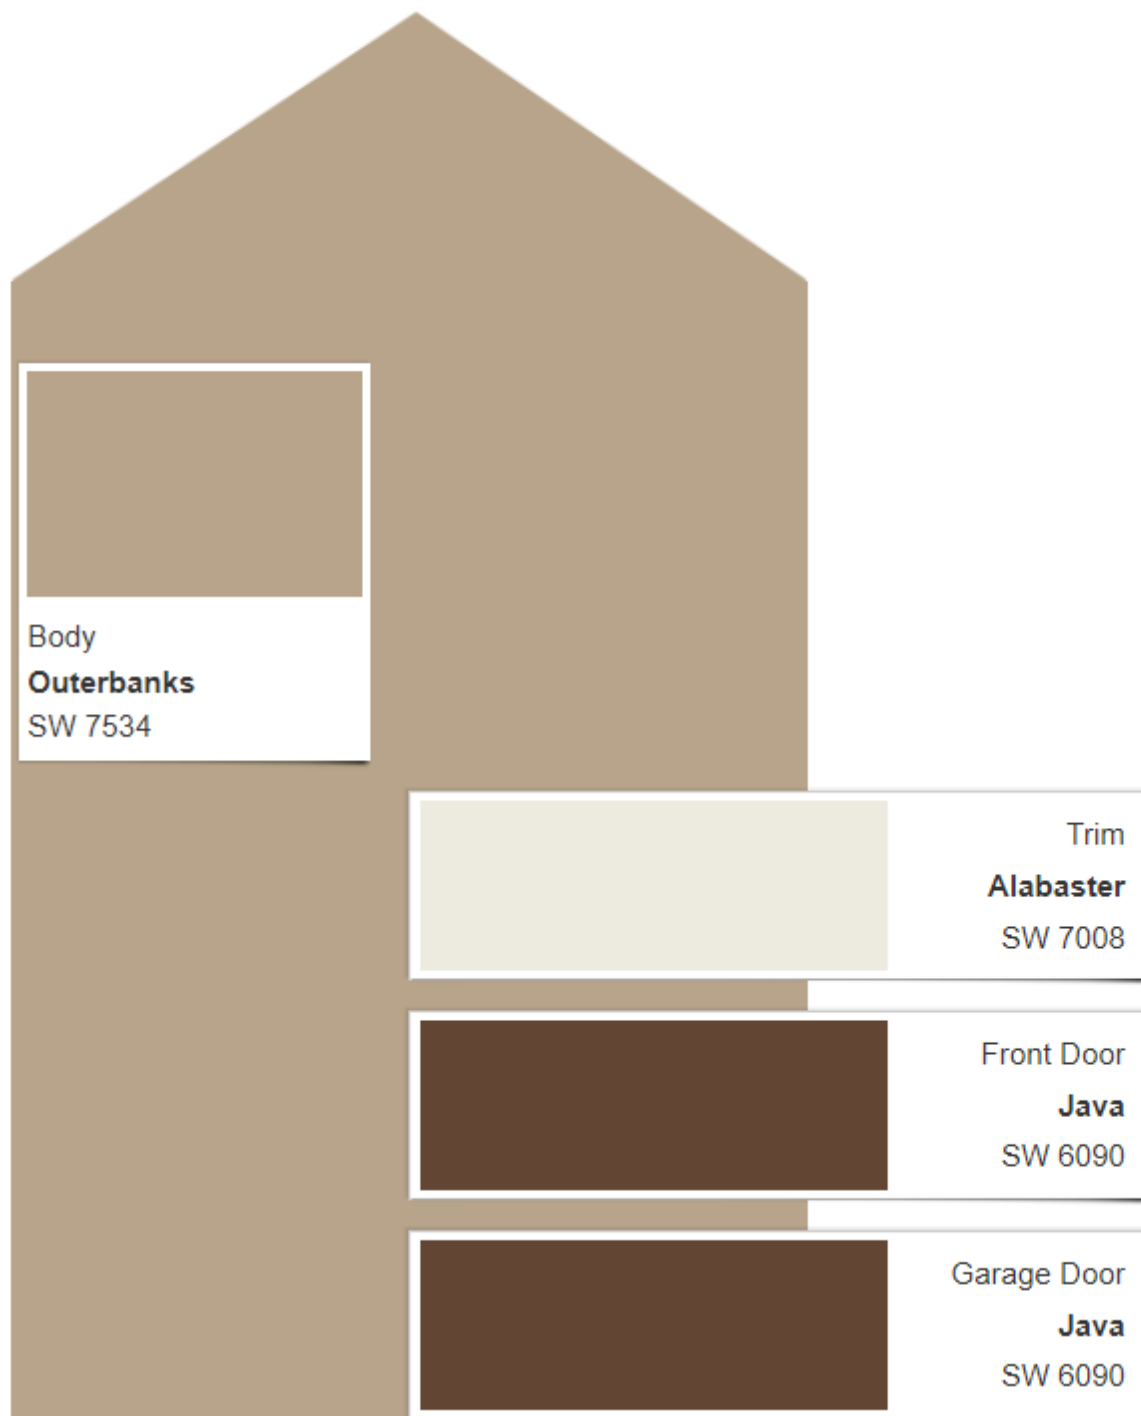 Body
Outerbanks
SW 7534
Trim
Alabaster
SW 7008
Front Door
Java
SW 6090
Garage Door
Java
SW 6090